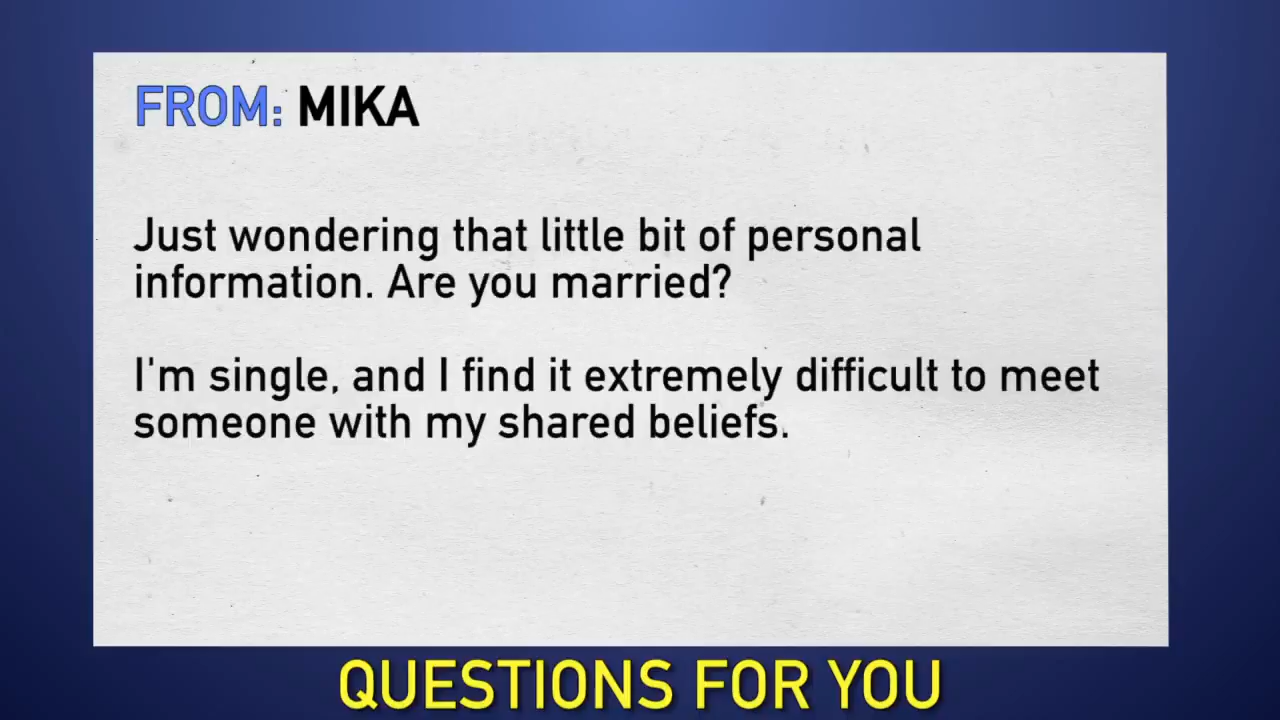 FROM: MIKA
Just wondering that little bit of personal
information. Are you married?
I'm single, and I find it extremely difficult to meet
someone with my shared beliefs.
QUESTIONS FOR YOU